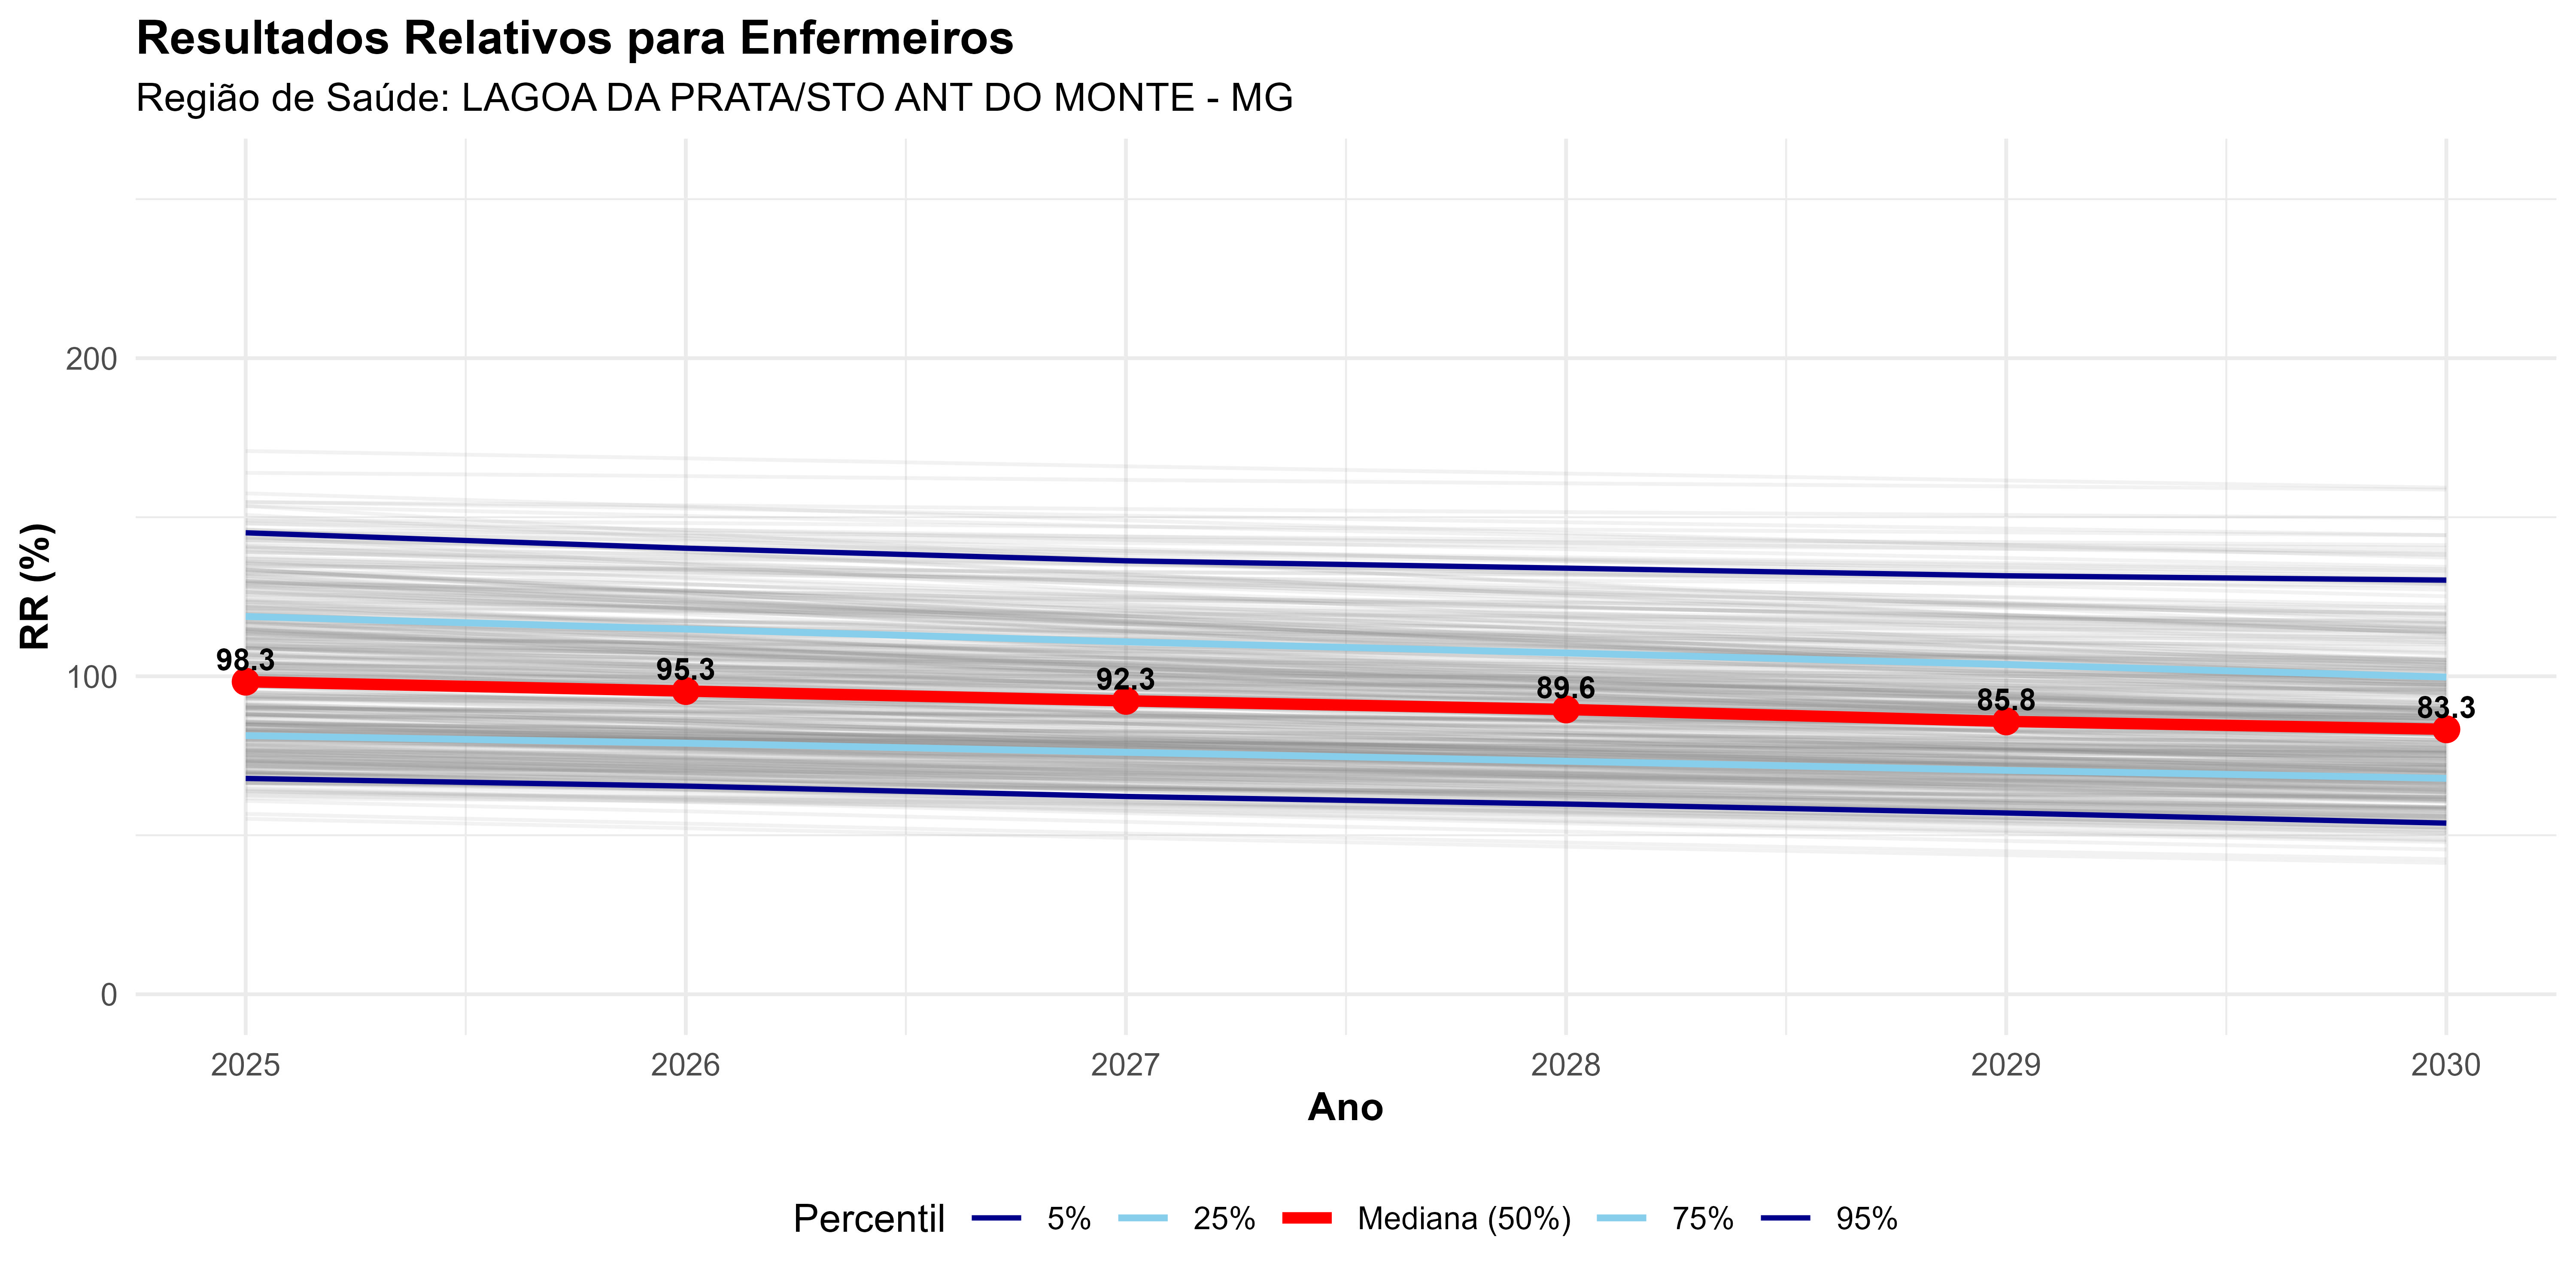 Resultados Relativos para Enfermeiros
Região de Saúde: LAGOA DA PRATA/STO ANT DO MONTE - MG
RR (%)
200
100
0
98.3
95.3
92.3
89.6
85.8
83.3
2025 2026 2027 2028 2029 2030
Ano
Percentil 5% 25% Mediana (50%) 75% 95%